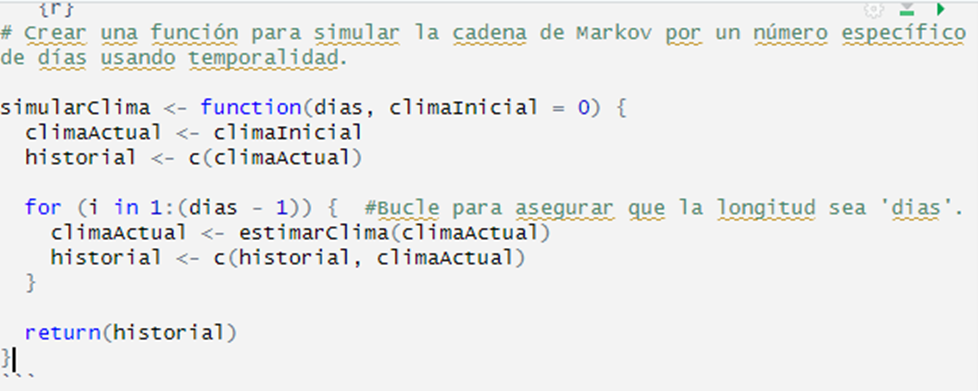 {r}
# Crear una función para simular la cadena de Markov por un número específico
de días usando temporalidad.
simularClima <- function(dias, climaInicial = 0) {
climaActual <- climaInicial
historial <- c(climaActual)
for (i in 1:(dias - 1)) { #Bucle para asegurar que la longitud sea 'dias'.
climaActual <- estimarClima(climaActual)
historial <- c(historial, climaActual)
}
return(historial)
}
```